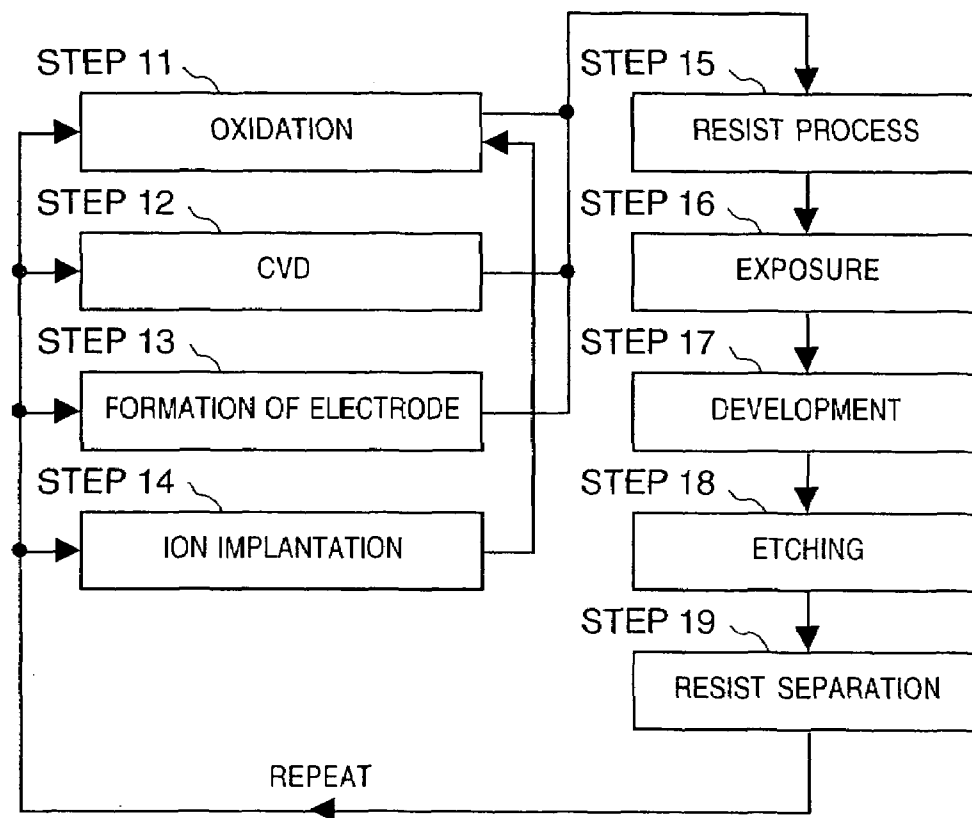 STEP 11
OXIDATION
STEP 12
CVD
STEP 13
FORMATION OF ELECTRODE
STEP 14
ION IMPLANTATION
STEP 15
RESIST PROCESS
STEP 16
EXPOSURE
STEP 17
DEVELOPMENT
STEP 18
ETCHING
STEP 19
RESIST SEPARATION
REPEAT